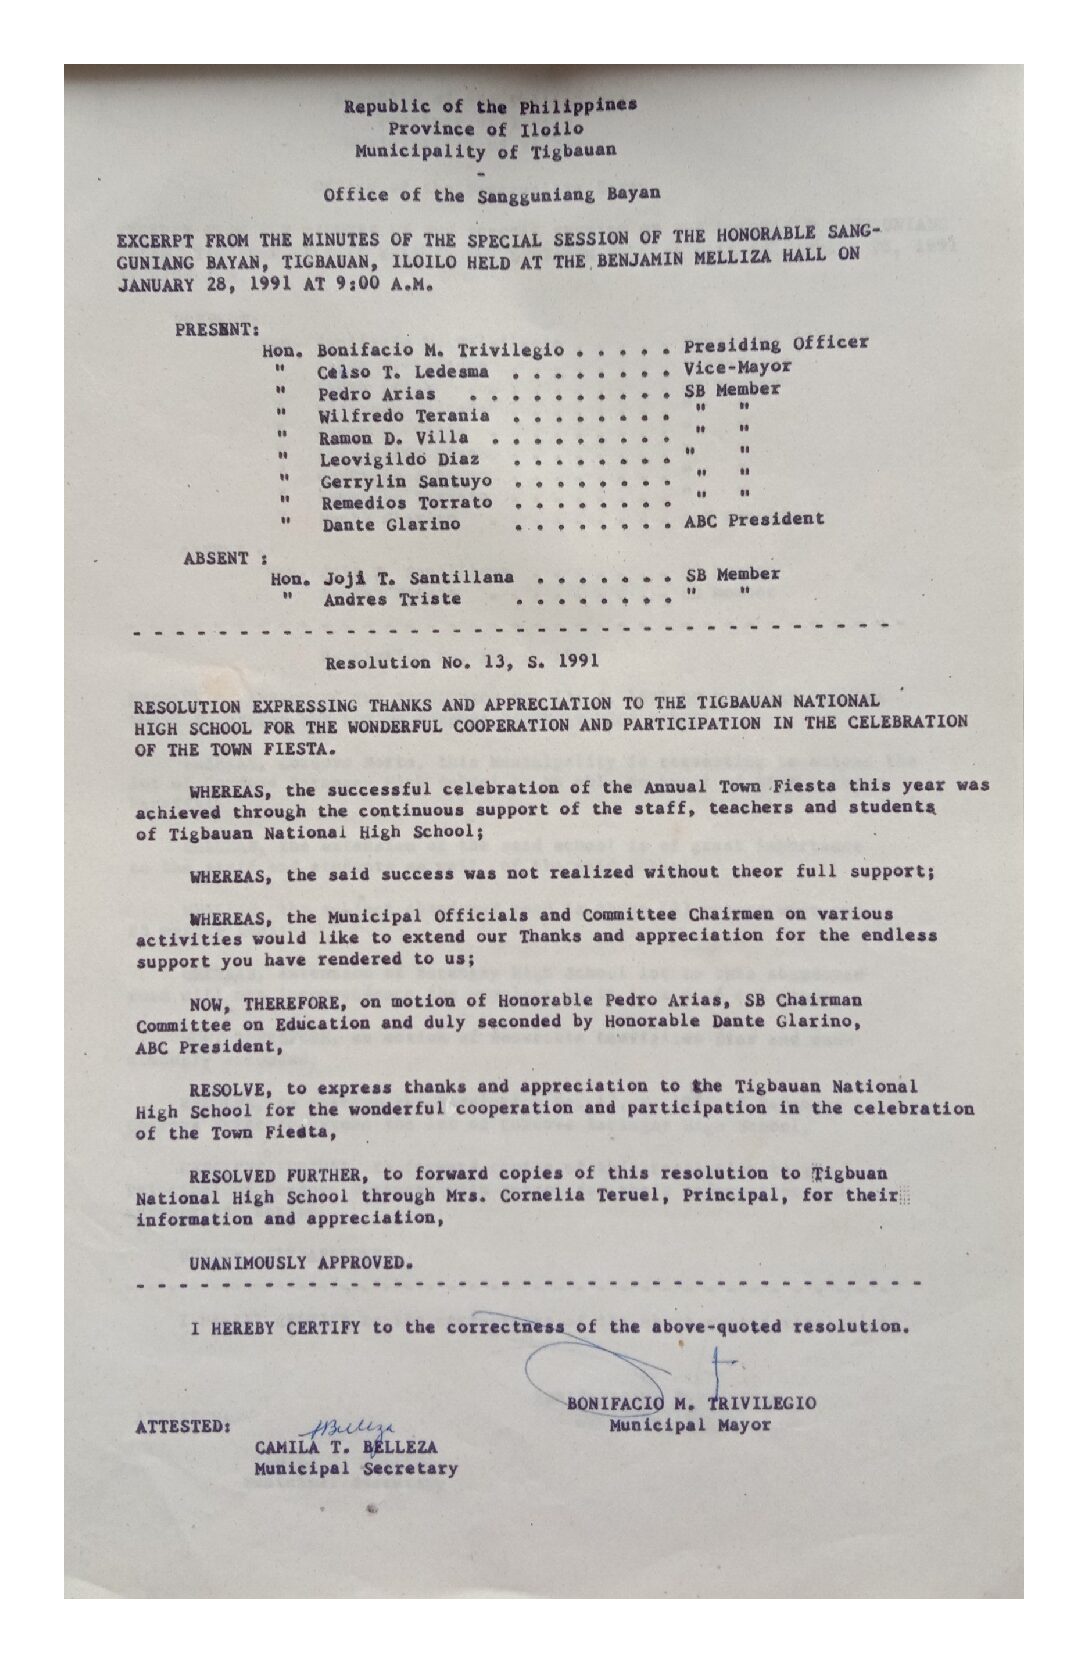 Republic of the Philippines
Province of Iloilo
Municipality of Tigbauan
-
Office of the Sangguniang Bayan
EXCERPT FROM THE MINUTES OF THE SPECIAL SESSION OF THE HONORABLE SANG-
GUNIANG BAYAN, TIGBAUAN, ILOILO HELD AT THE BENJAMIN MELLIZA HALL ON
JANUARY 28, 1991 AT 9:00 A.M.
PRESENT:
Hon. Bonifacio M. Trivilegio . . . . . Presiding Officer
" Celso T. Ledesma . . . . . . . . Vice-Mayor
" Pedro Arias . . . . . . . . . . SB Member
" Wilfredo Terania . . . . . . . . " "
" Ramon D. Villa . . . . . . . . . " "
" Leovigildo Diaz . . . . . . . . " "
" Gerrylin Santuyo . . . . . . . . " "
" Remedios Torrato . . . . . . . . " "
" Dante Glarino . . . . . . . . ABC President
ABSENT :
Hon. Joji T. Santillana . . . . . . . SB Member
" Andres Triste . . . . . . . . " "
- - - - - - - - - - - - - - - - - - - - - - - - - - - - - - - - - - - -
Resolution No. 13, S. 1991
RESOLUTION EXPRESSING THANKS AND APPRECIATION TO THE TIGBAUAN NATIONAL
HIGH SCHOOL FOR THE WONDERFUL COOPERATION AND PARTICIPATION IN THE CELEBRATION
OF THE TOWN FIESTA.
WHEREAS, the successful celebration of the Annual Town Fiesta this year was
achieved through the continuous support of the staff, teachers and students
of Tigbauan National High School;
WHEREAS, the said success was not realized without theor full support;
WHEREAS, the Municipal Officials and Committee Chairmen on various
activities would like to extend our Thanks and appreciation for the endless
support you have rendered to us;
NOW, THEREFORE, on motion of Honorable Pedro Arias, SB Chairman
Committee on Education and duly seconded by Honorable Dante Glarino,
ABC President,
RESOLVE, to express thanks and appreciation to the Tigbauan National
High School for the wonderful cooperation and participation in the celebration
of the Town Fiesta,
RESOLVED FURTHER, to forward copies of this resolution to Tigbuan
National High School through Mrs. Cornelia Teruel, Principal, for their
information and appreciation,
UNANIMOUSLY APPROVED.
- - - - - - - - - - - - - - - - - - - - - - - - - - - - - - - - - - - - -
I HEREBY CERTIFY to the correctness of the above-quoted resolution.
BONIFACIO M. TRIVILEGIO
Municipal Mayor
ATTESTED:
CAMILA T. BELLEZA
Municipal Secretary